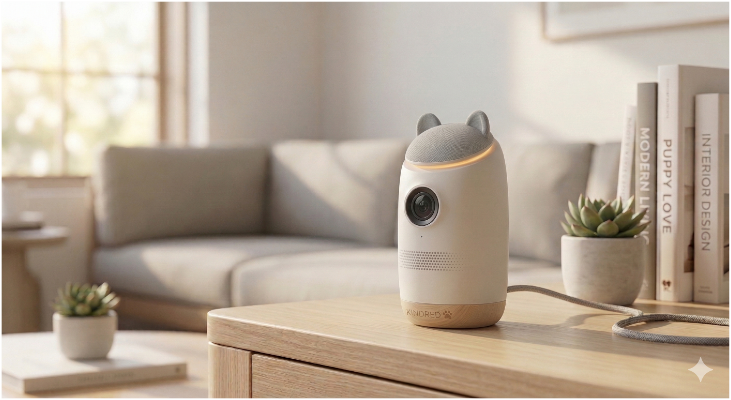 MODERN
PUPPY LOVE
INTERIOR DESIGN